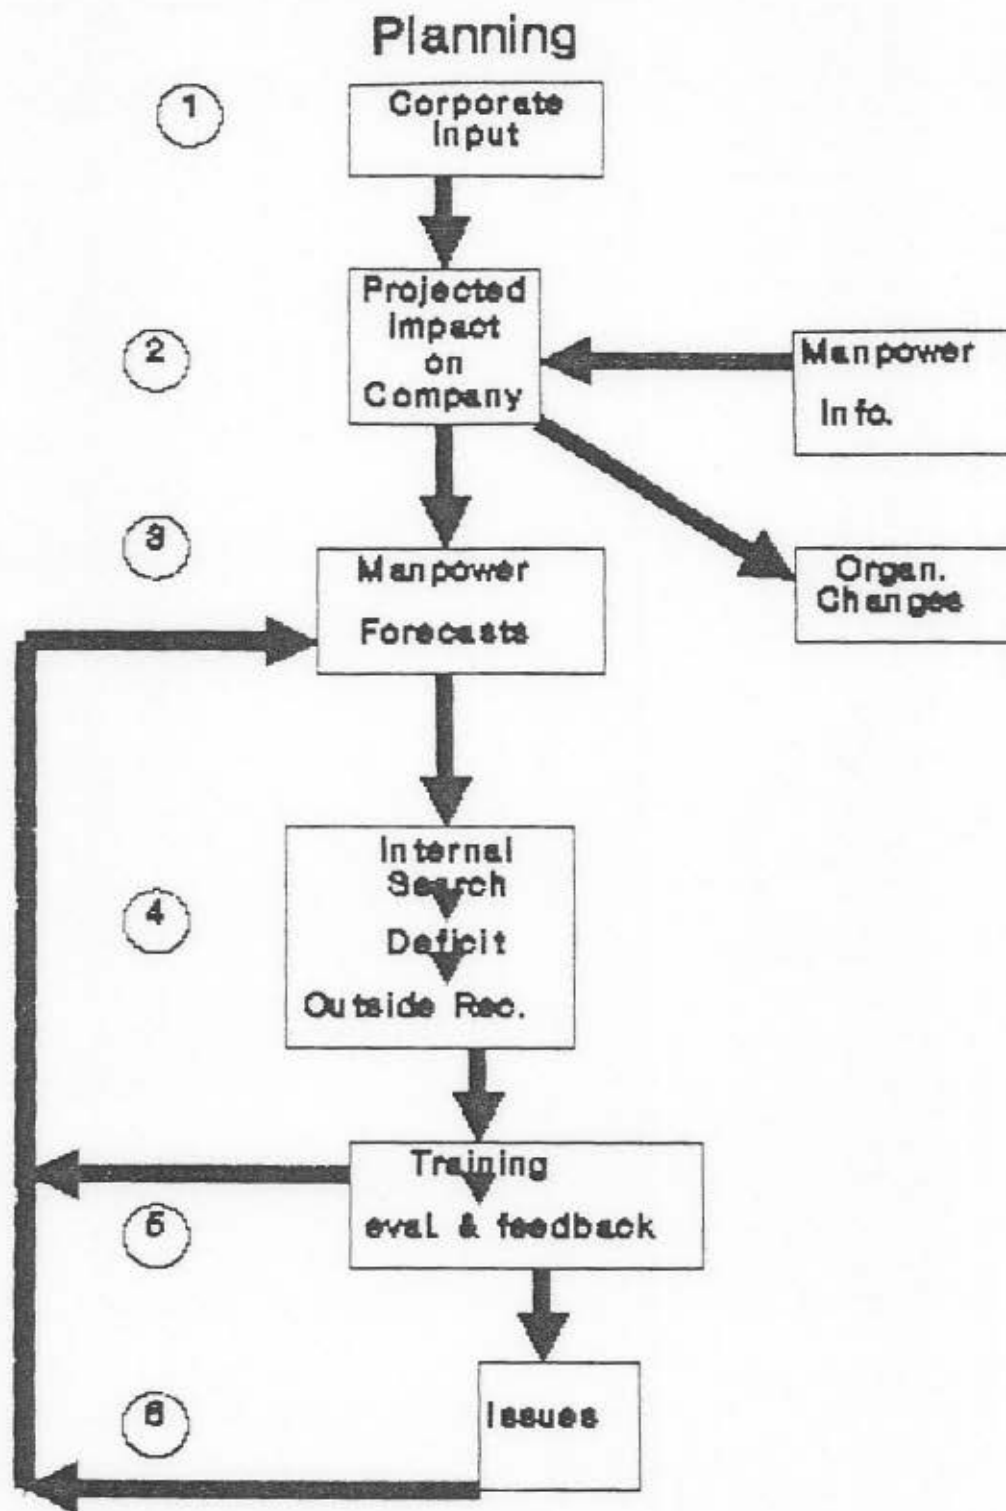 Planning
1
Corporate
Input
2
Projected
Impact
on
Company
Manpower
Info.
3
Manpower
Forecasts
Organ.
Changes
4
Internal
Search
Deficit
Outside Rec.
Training
5
eval. & feedback
6
Issues